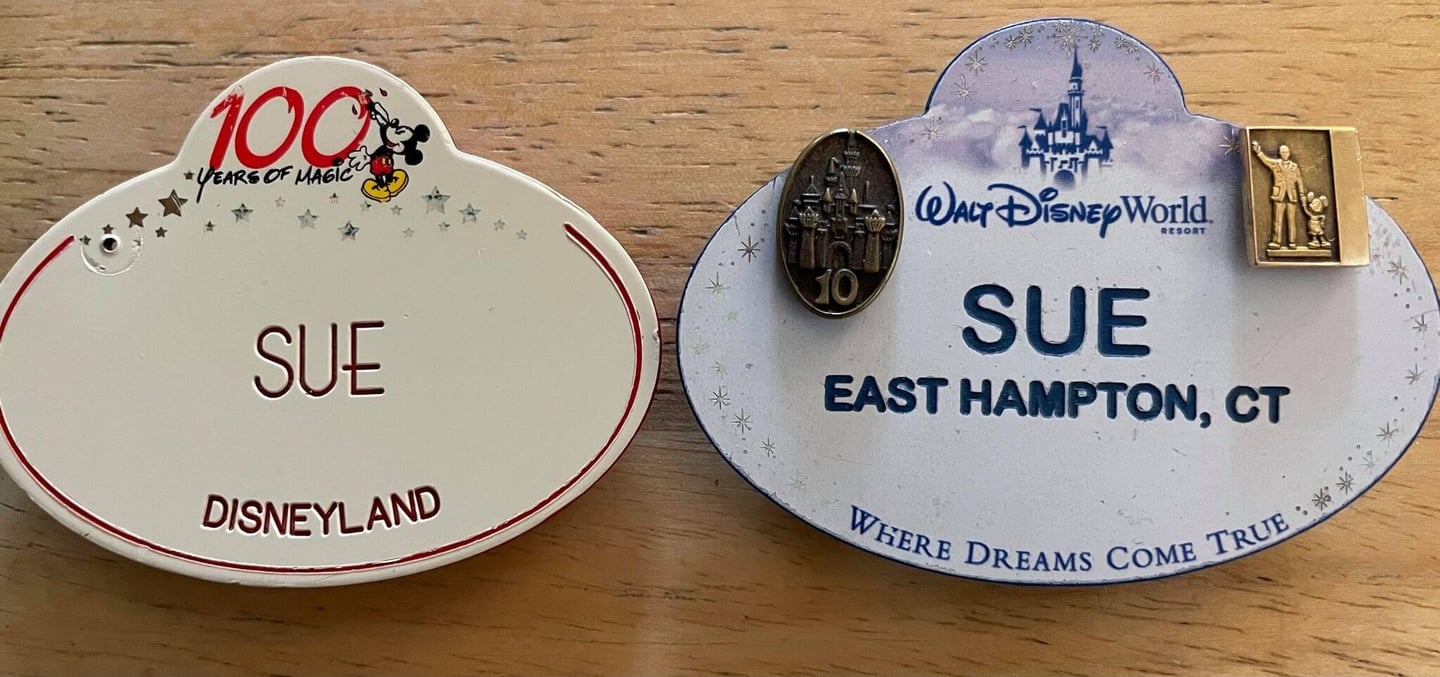 100
YEARS OF MAGIC
SUE
DISNEYLAND
10
WALT DISNEY World
RESORT
SUE
EAST HAMPTON, CT
WHERE DREAMS COME TRUE